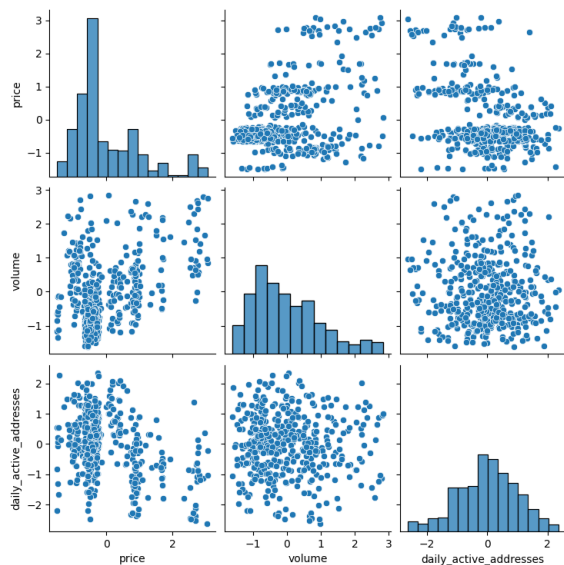 3
2
1
0
−1
price
3
2
1
0
−1
volume
2
1
0
−1
−2
daily_active_addresses
0 2
−1 0 1 2 3
−2 0 2
price volume daily_active_addresses